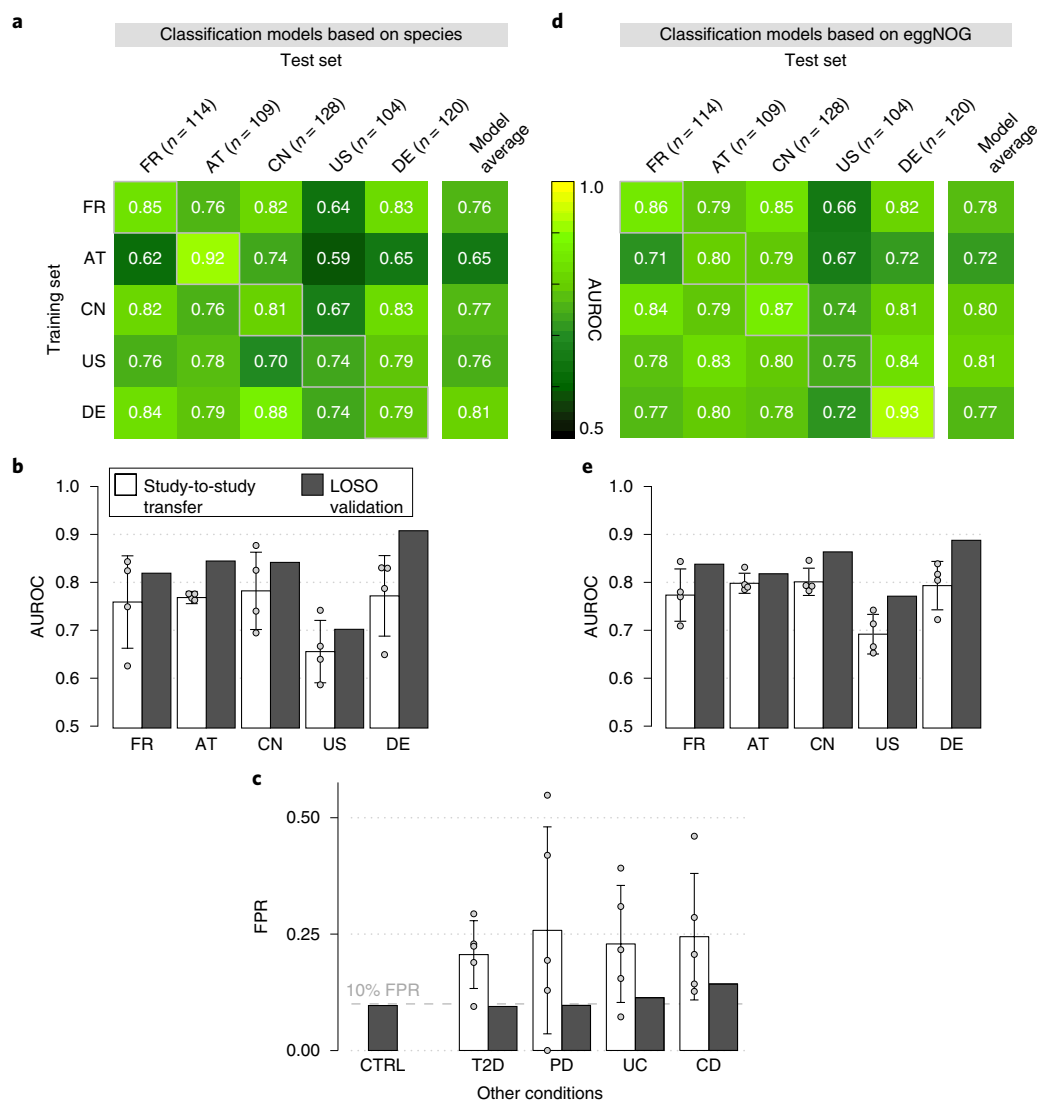 a
Classification models based on species
Test set
FR (n = 114)
AT (n = 109)
CN (n = 128)
US (n = 104)
DE (n = 120)
Model
average
Training set
FR 0.85 0.76 0.82 0.64 0.83 0.76
AT 0.62 0.92 0.74 0.59 0.65 0.65
CN 0.82 0.76 0.81 0.67 0.83 0.77
US 0.76 0.78 0.70 0.74 0.79 0.76
DE 0.84 0.79 0.88 0.74 0.79 0.81
1.0
AUROC
0.5
d
Classification models based on eggNOG
Test set
FR (n = 114)
AT (n = 109)
CN (n = 128)
US (n = 104)
DE (n = 120)
Model
average
0.86 0.79 0.85 0.66 0.82 0.78
0.71 0.80 0.79 0.67 0.72 0.72
0.84 0.79 0.87 0.74 0.81 0.80
0.78 0.83 0.80 0.75 0.84 0.81
0.77 0.80 0.78 0.72 0.93 0.77
b
Study-to-study
transfer
LOSO
validation
AUROC
1.0
0.9
0.8
0.7
0.6
0.5
FR AT CN US DE
e
AUROC
1.0
0.9
0.8
0.7
0.6
0.5
FR AT CN US DE
c
FPR
0.50
0.25
0.00
10% FPR
CTRL T2D PD UC CD
Other conditions